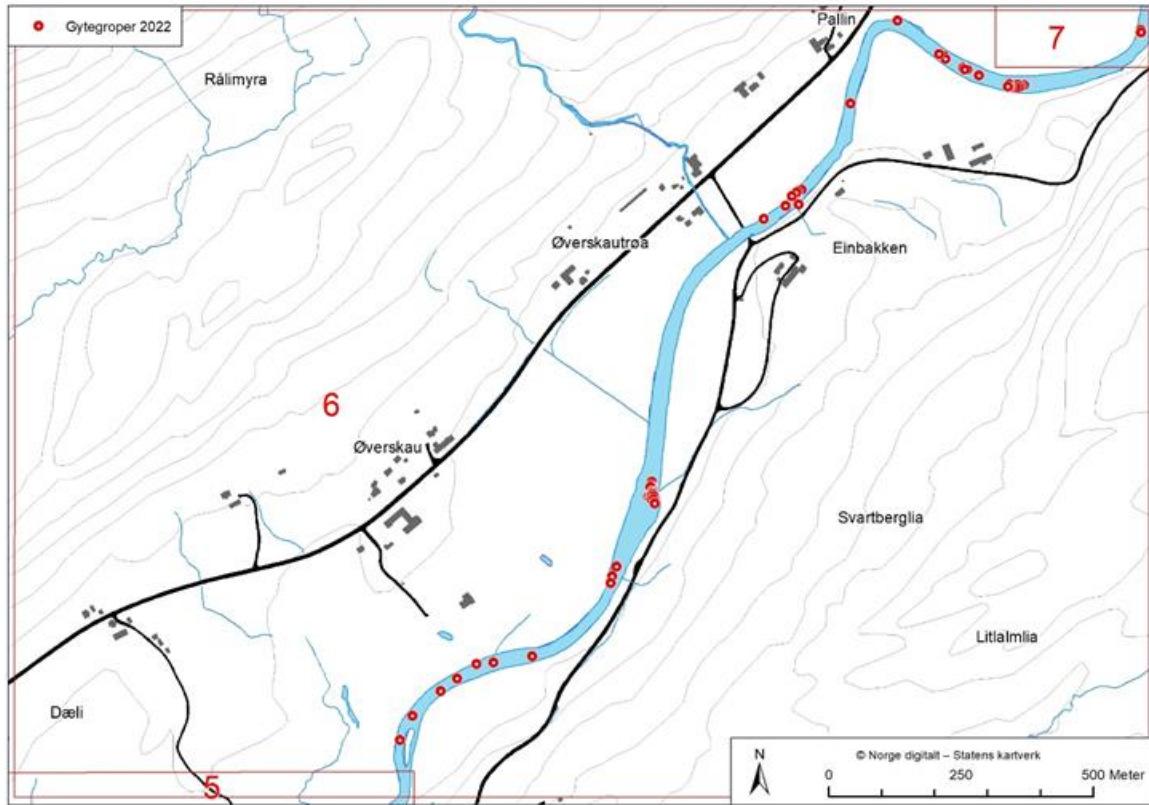 Gytegroper 2022
Pallin
7
Rålimyra
Øverskautrøa
Einbakken
6
Øverskau
Svartberglia
Litlalmlia
Dæli
5
N
© Norge digitalt – Statens kartverk
0 250 500 Meter